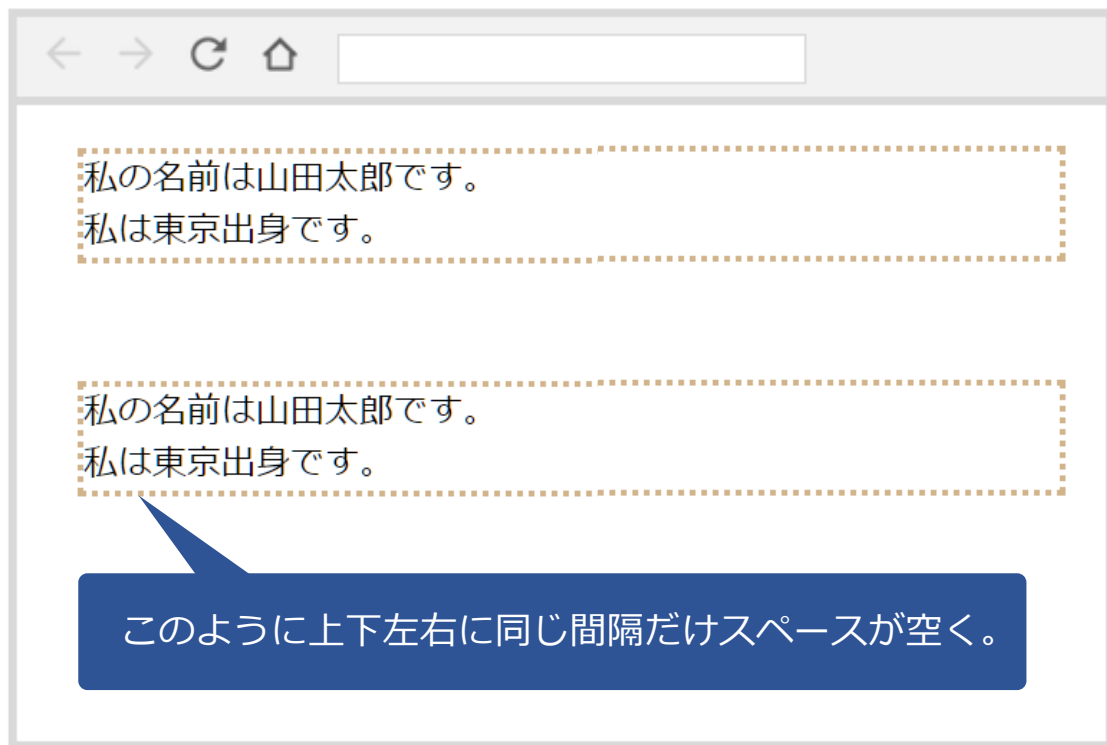 私の名前は山田太郎です。
私は東京出身です。
私の名前は山田太郎です。
私は東京出身です。
このように上下左右に同じ間隔だけスペースが空く。